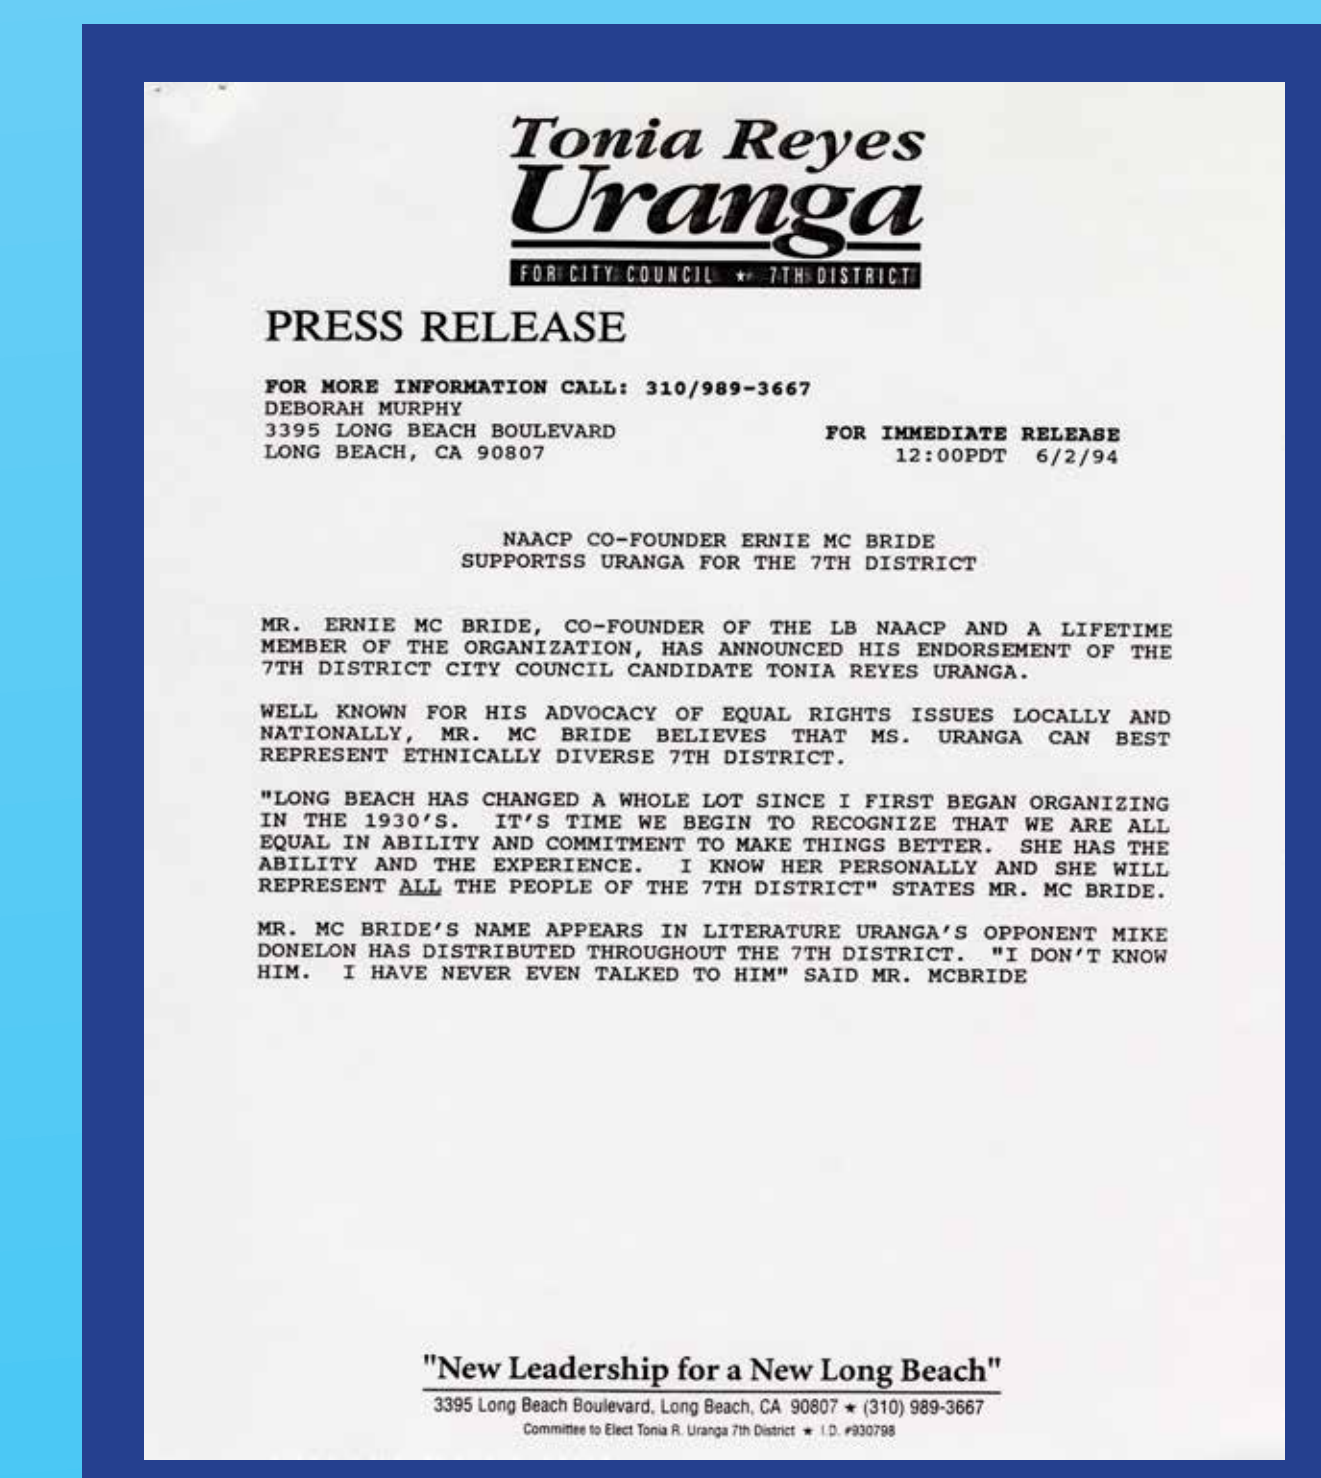 Tonia Reyes
Uranga
FOR CITY COUNCIL ★ 7TH DISTRICT
PRESS RELEASE
FOR MORE INFORMATION CALL: 310/989-3667
DEBORAH MURPHY
3395 LONG BEACH BOULEVARD
LONG BEACH, CA 90807
FOR IMMEDIATE RELEASE
12:00PDT 6/2/94
NAACP CO-FOUNDER ERNIE MC BRIDE
SUPPORTSS URANGA FOR THE 7TH DISTRICT
MR. ERNIE MC BRIDE, CO-FOUNDER OF THE LB NAACP AND A LIFETIME
MEMBER OF THE ORGANIZATION, HAS ANNOUNCED HIS ENDORSEMENT OF THE
7TH DISTRICT CITY COUNCIL CANDIDATE TONIA REYES URANGA.
WELL KNOWN FOR HIS ADVOCACY OF EQUAL RIGHTS ISSUES LOCALLY AND
NATIONALLY, MR. MC BRIDE BELIEVES THAT MS. URANGA CAN BEST
REPRESENT ETHNICALLY DIVERSE 7TH DISTRICT.
"LONG BEACH HAS CHANGED A WHOLE LOT SINCE I FIRST BEGAN ORGANIZING
IN THE 1930'S. IT'S TIME WE BEGIN TO RECOGNIZE THAT WE ARE ALL
EQUAL IN ABILITY AND COMMITMENT TO MAKE THINGS BETTER. SHE HAS THE
ABILITY AND THE EXPERIENCE. I KNOW HER PERSONALLY AND SHE WILL
REPRESENT ALL THE PEOPLE OF THE 7TH DISTRICT" STATES MR. MC BRIDE.
MR. MC BRIDE'S NAME APPEARS IN LITERATURE URANGA'S OPPONENT MIKE
DONELON HAS DISTRIBUTED THROUGHOUT THE 7TH DISTRICT. "I DON'T KNOW
HIM. I HAVE NEVER EVEN TALKED TO HIM" SAID MR. MCBRIDE
"New Leadership for a New Long Beach"
3395 Long Beach Boulevard, Long Beach, CA 90807 ★ (310) 989-3667
Committee to Elect Tonia R. Uranga 7th District ★ I.D. #930798